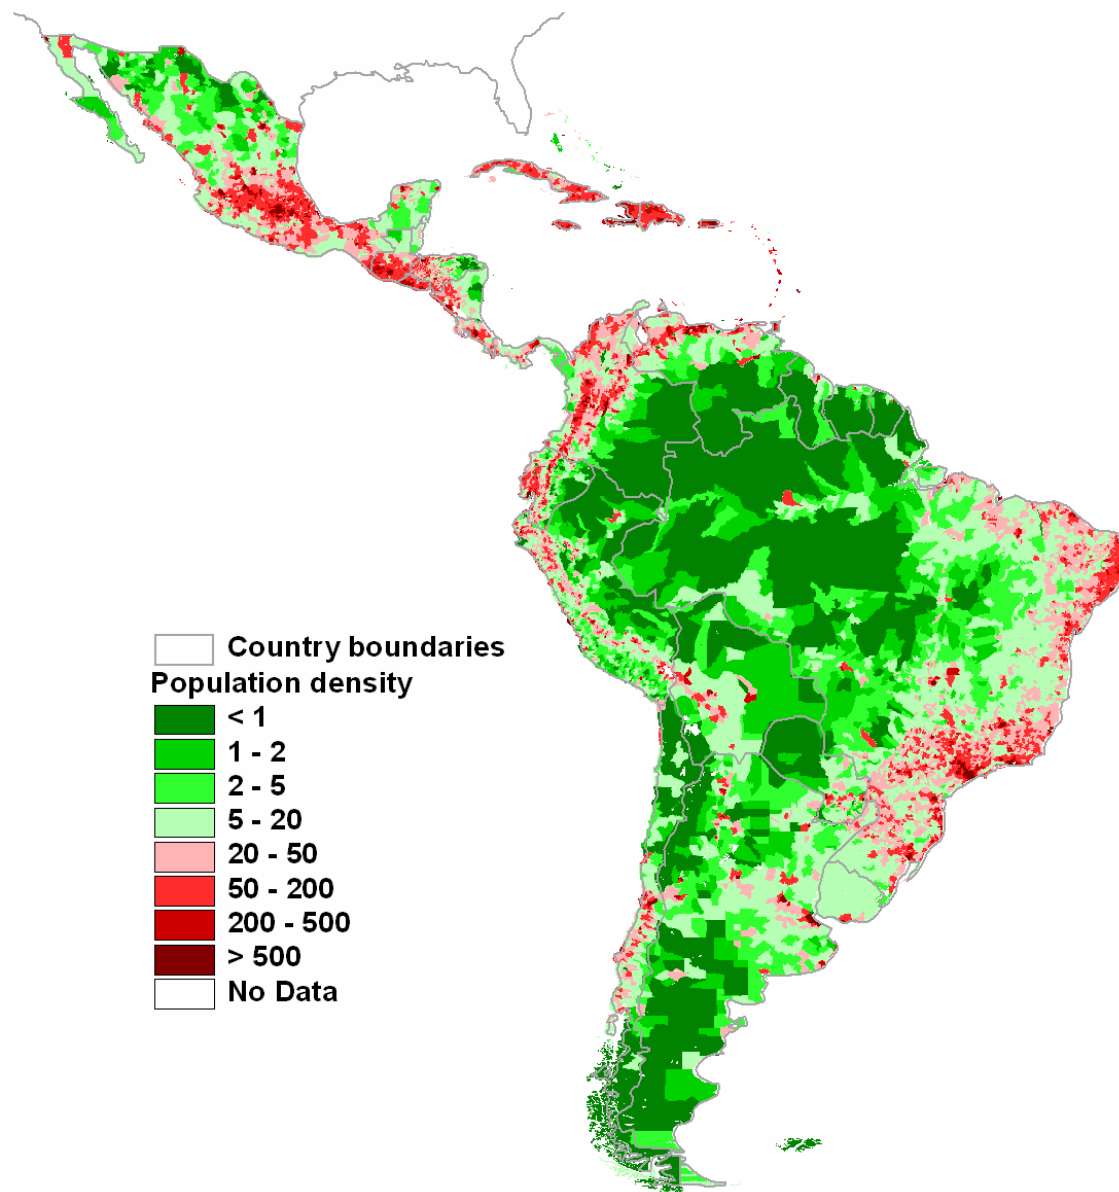 Country boundaries
Population density
< 1
1 - 2
2 - 5
5 - 20
20 - 50
50 - 200
200 - 500
> 500
No Data